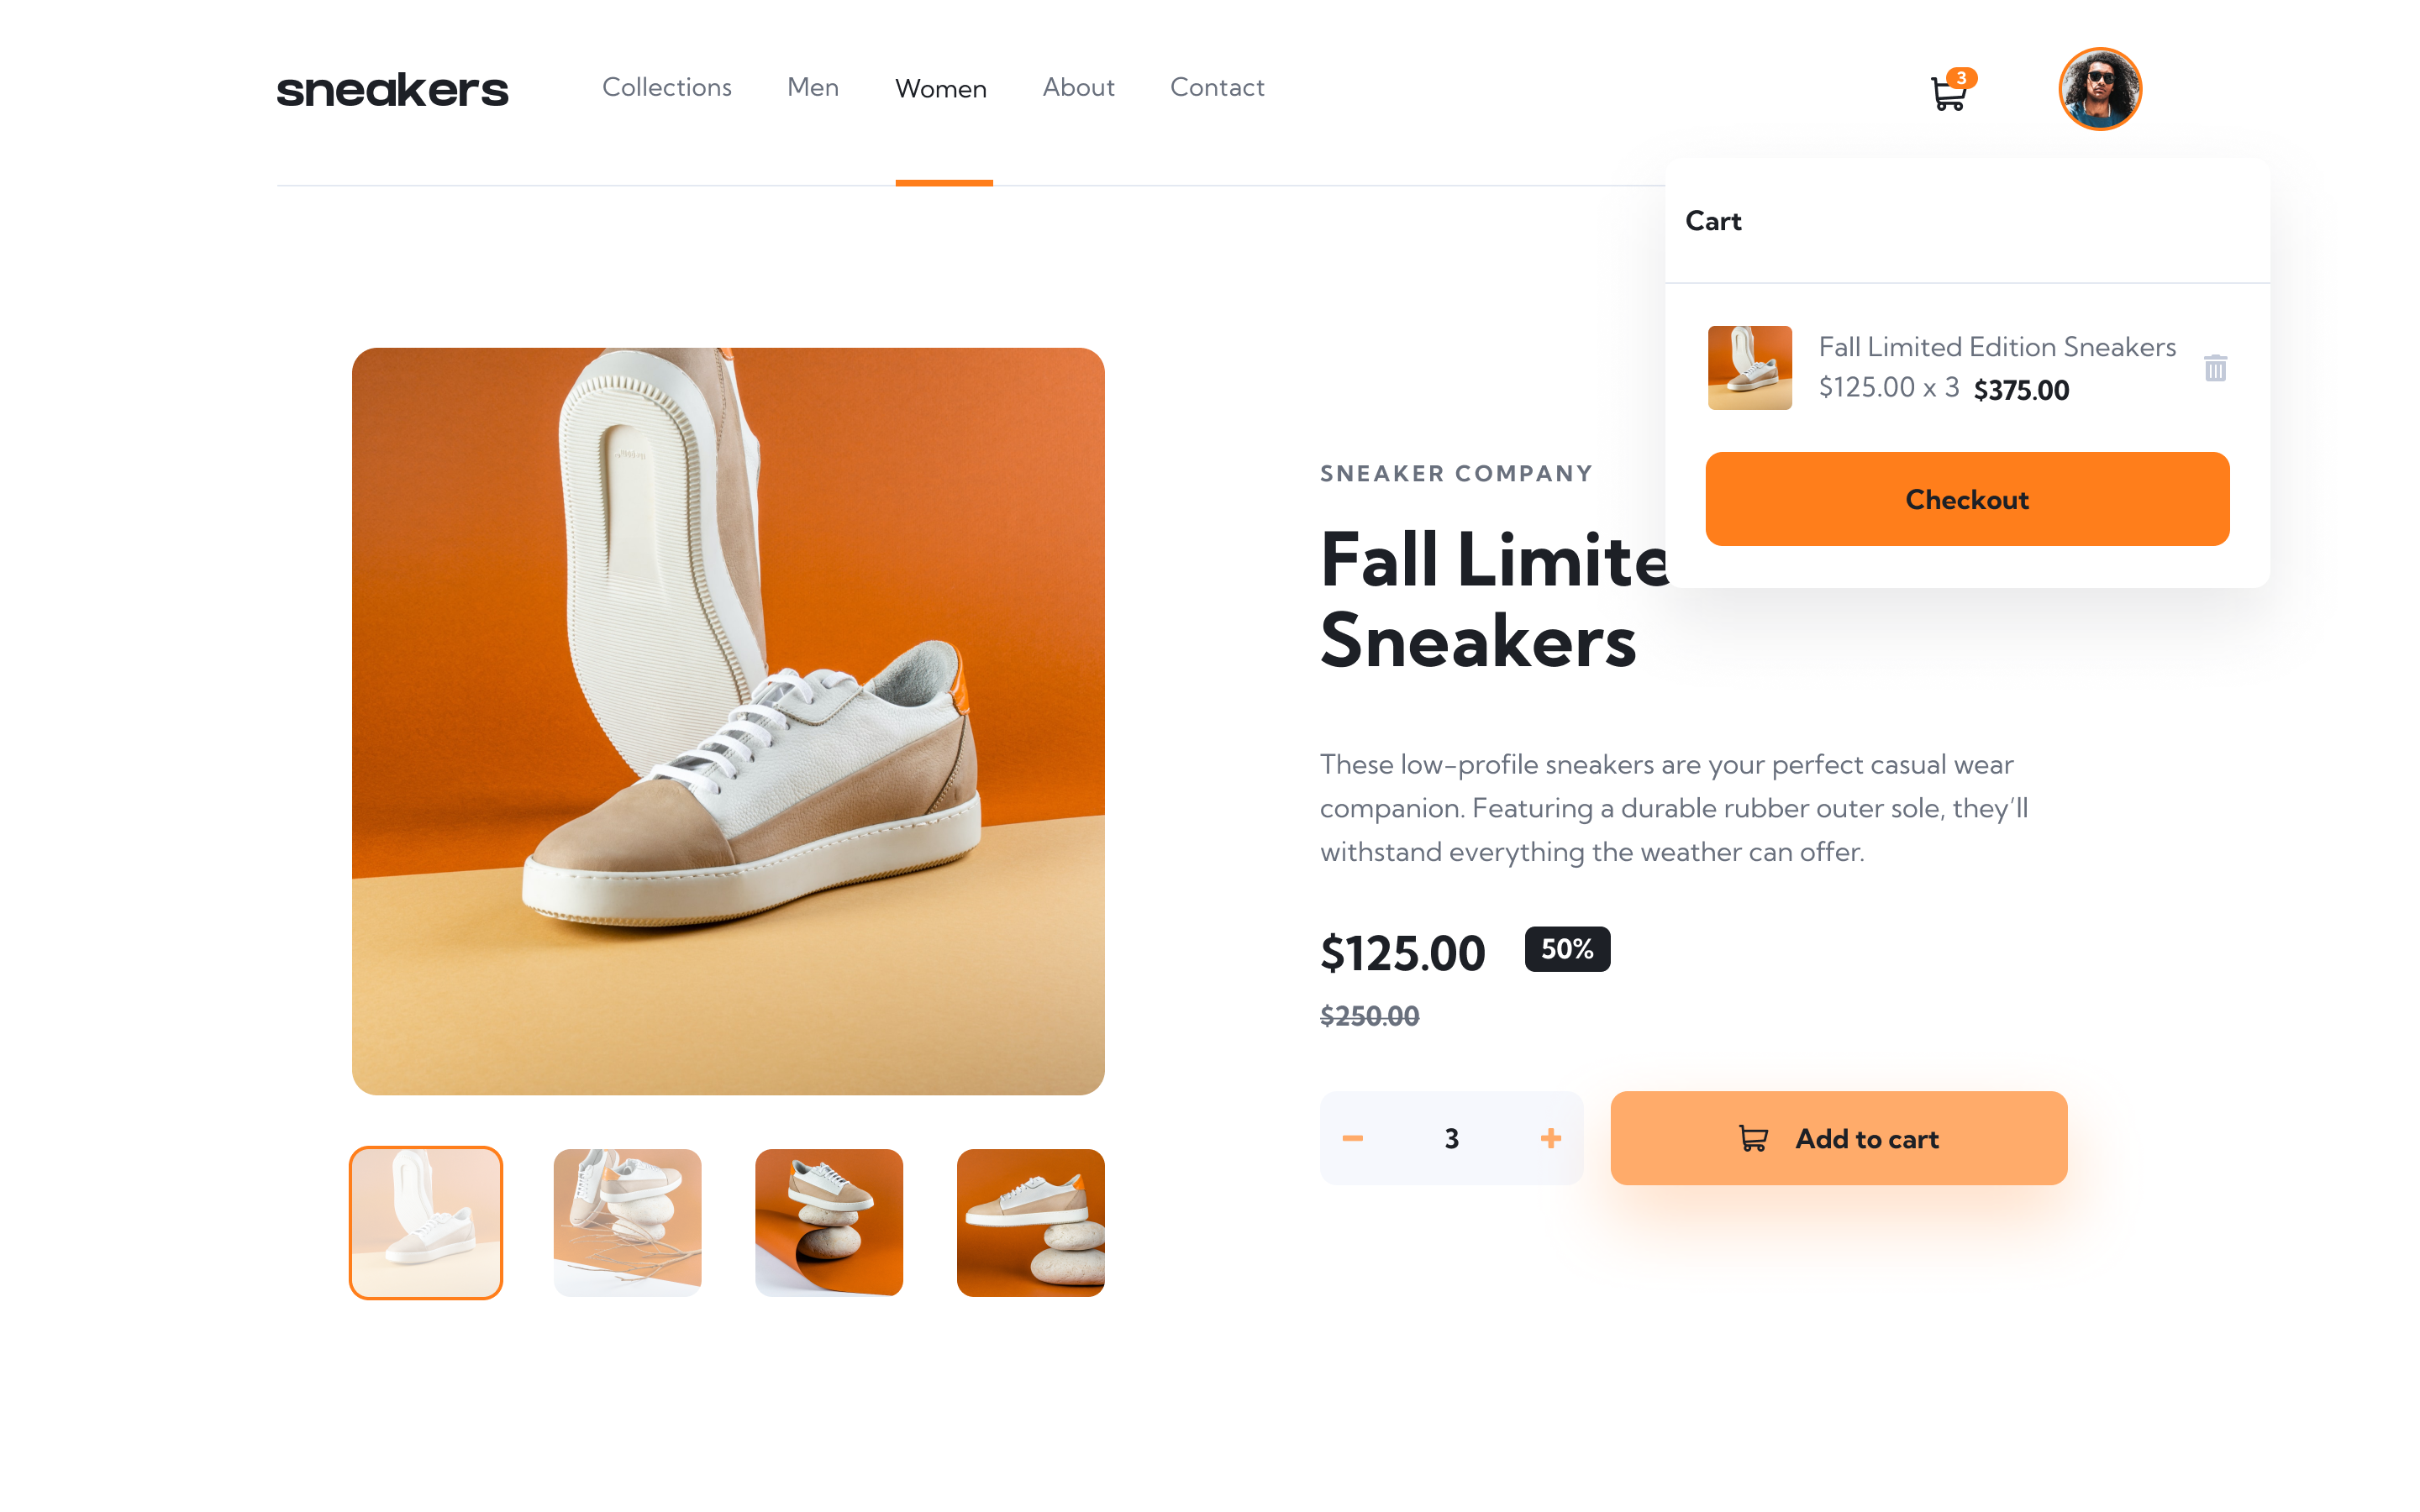 sneakers
Collections Men Women About Contact
3
Cart
Fall Limited Edition Sneakers
$125.00 x 3 $375.00
Checkout
SNEAKER COMPANY
Fall Limite
Sneakers
These low-profile sneakers are your perfect casual wear
companion. Featuring a durable rubber outer sole, they’ll
withstand everything the weather can offer.
$125.00 50%
$250.00
3
Add to cart